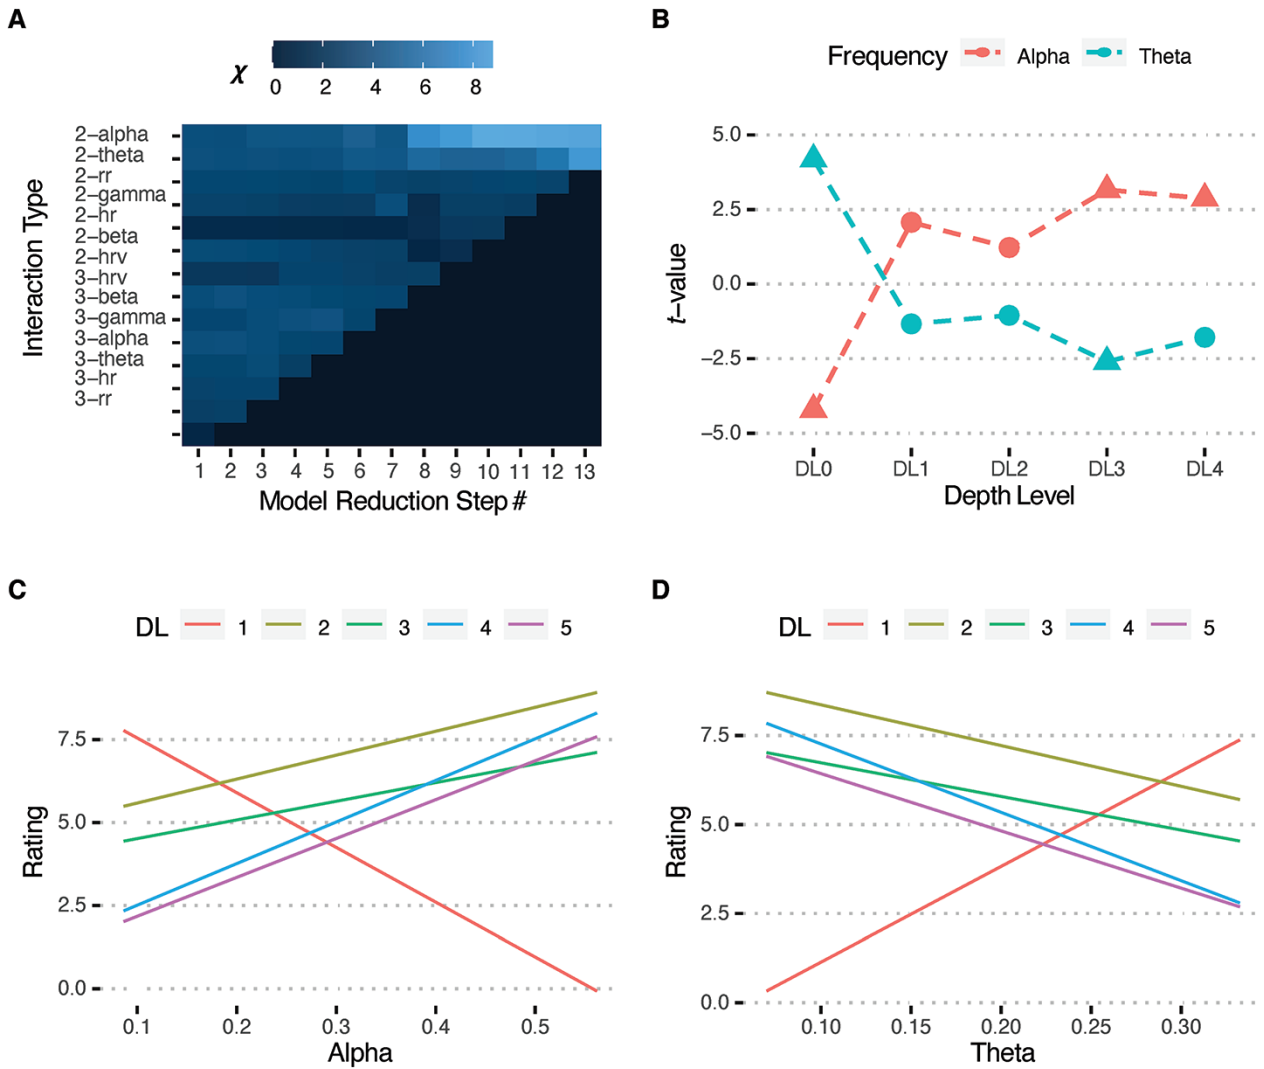 A
χ
0 2 4 6 8
Interaction Type
2−alpha
2−theta
2−rr
2−gamma
2−hr
2−beta
2−hrv
3−hrv
3−beta
3−gamma
3−alpha
3−theta
3−hr
3−rr
1 2 3 4 5 6 7 8 9 10 11 12 13
Model Reduction Step #
B
Frequency Alpha Theta
t−value
5.0
2.5
0.0
−2.5
−5.0
DL0 DL1 DL2 DL3 DL4
Depth Level
C
DL 1 2 3 4 5
Rating
7.5
5.0
2.5
0.0
0.1 0.2 0.3 0.4 0.5
Alpha
D
DL 1 2 3 4 5
Rating
7.5
5.0
2.5
0.0
0.10 0.15 0.20 0.25 0.30
Theta